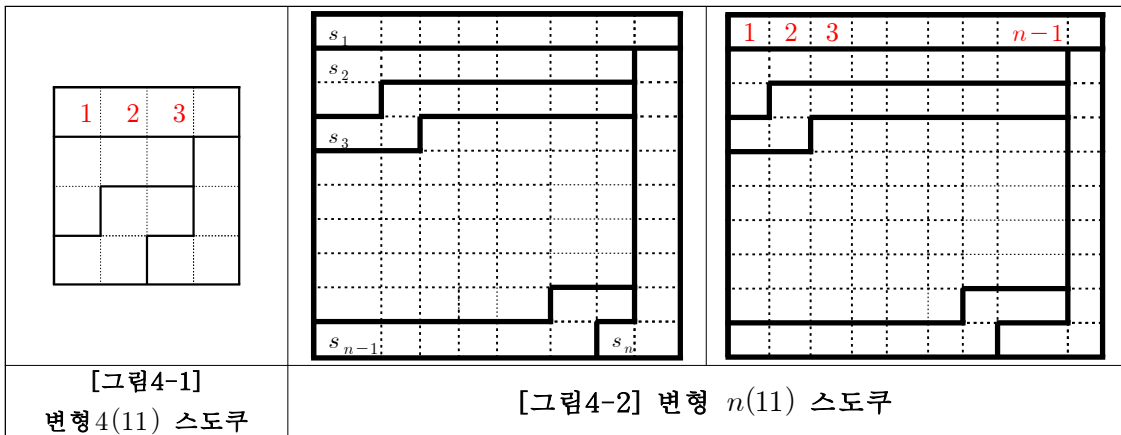 1 2 3
s₁
s₂
s₃
sₙ₋₁ sₙ
1 2 3 n−1
[그림4-1]
변형4(11) 스도쿠
[그림4-2] 변형 n(11) 스도쿠